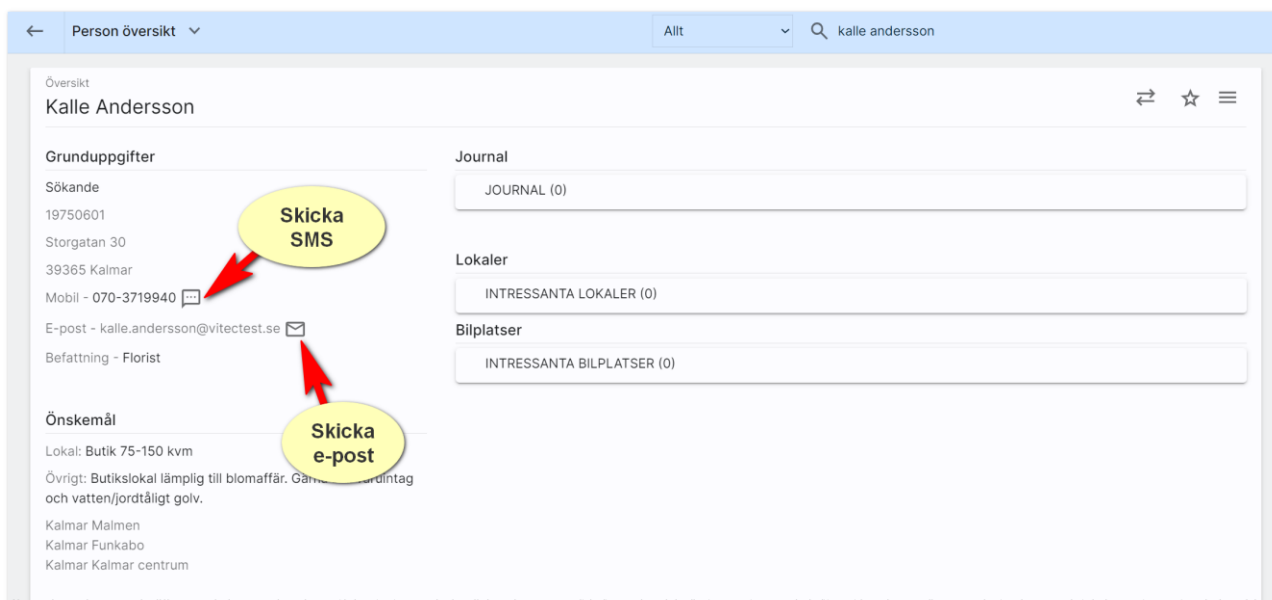 Person översikt
Allt
kalle andersson
Översikt
Kalle Andersson
Grunduppgifter
Sökande
19750601
Storgatan 30
39365 Kalmar
Mobil - 070-3719940
E-post - kalle.andersson@vitectest.se
Befattning - Florist
Skicka
SMS
Skicka
e-post
Önskemål
Lokal: Butik 75-150 kvm
Övrigt: Butikslokal lämplig till blomaffär.
och vatten/jordtåligt golv.
Kalmar Malmen
Kalmar Funkabo
Kalmar Kalmar centrum
Journal
JOURNAL (0)
Lokaler
INTRESSANTA LOKALER (0)
Bilplatser
INTRESSANTA BILPLATSER (0)